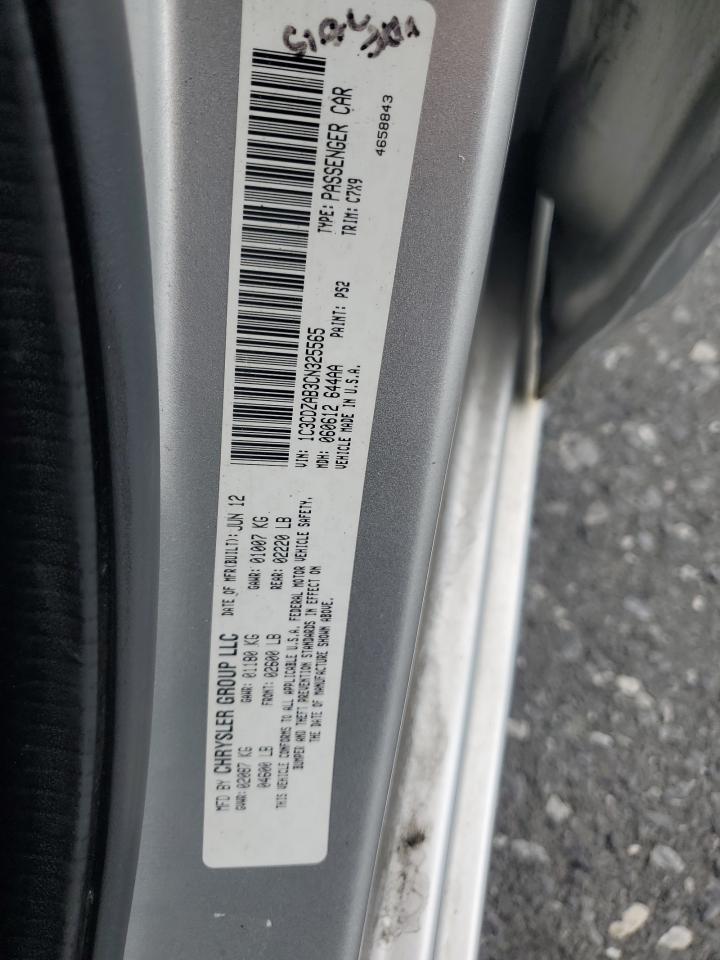 MFD BY CHRYSLER GROUP LLC
DATE OF MFR(BUILT): JUN 12
GVWR: 02067 KG
GAWR: 01180 KG
GAWR: 01007 KG
04600 LB
FRONT: 02600 LB
REAR: 02220 LB
THIS VEHICLE CONFORMS TO ALL APPLICABLE U.S.A. FEDERAL MOTOR VEHICLE SAFETY,
BUMPER AND THEFT PREVENTION STANDARDS IN EFFECT ON
THE DATE OF MANUFACTURE SHOWN ABOVE.
VIN: 1C3CDZAB3CN325565
TYPE: PASSENGER CAR
MDH: 060612 644AA
PAINT: PS2
TRIM: C7X9
VEHICLE MADE IN U.S.A.
4658843